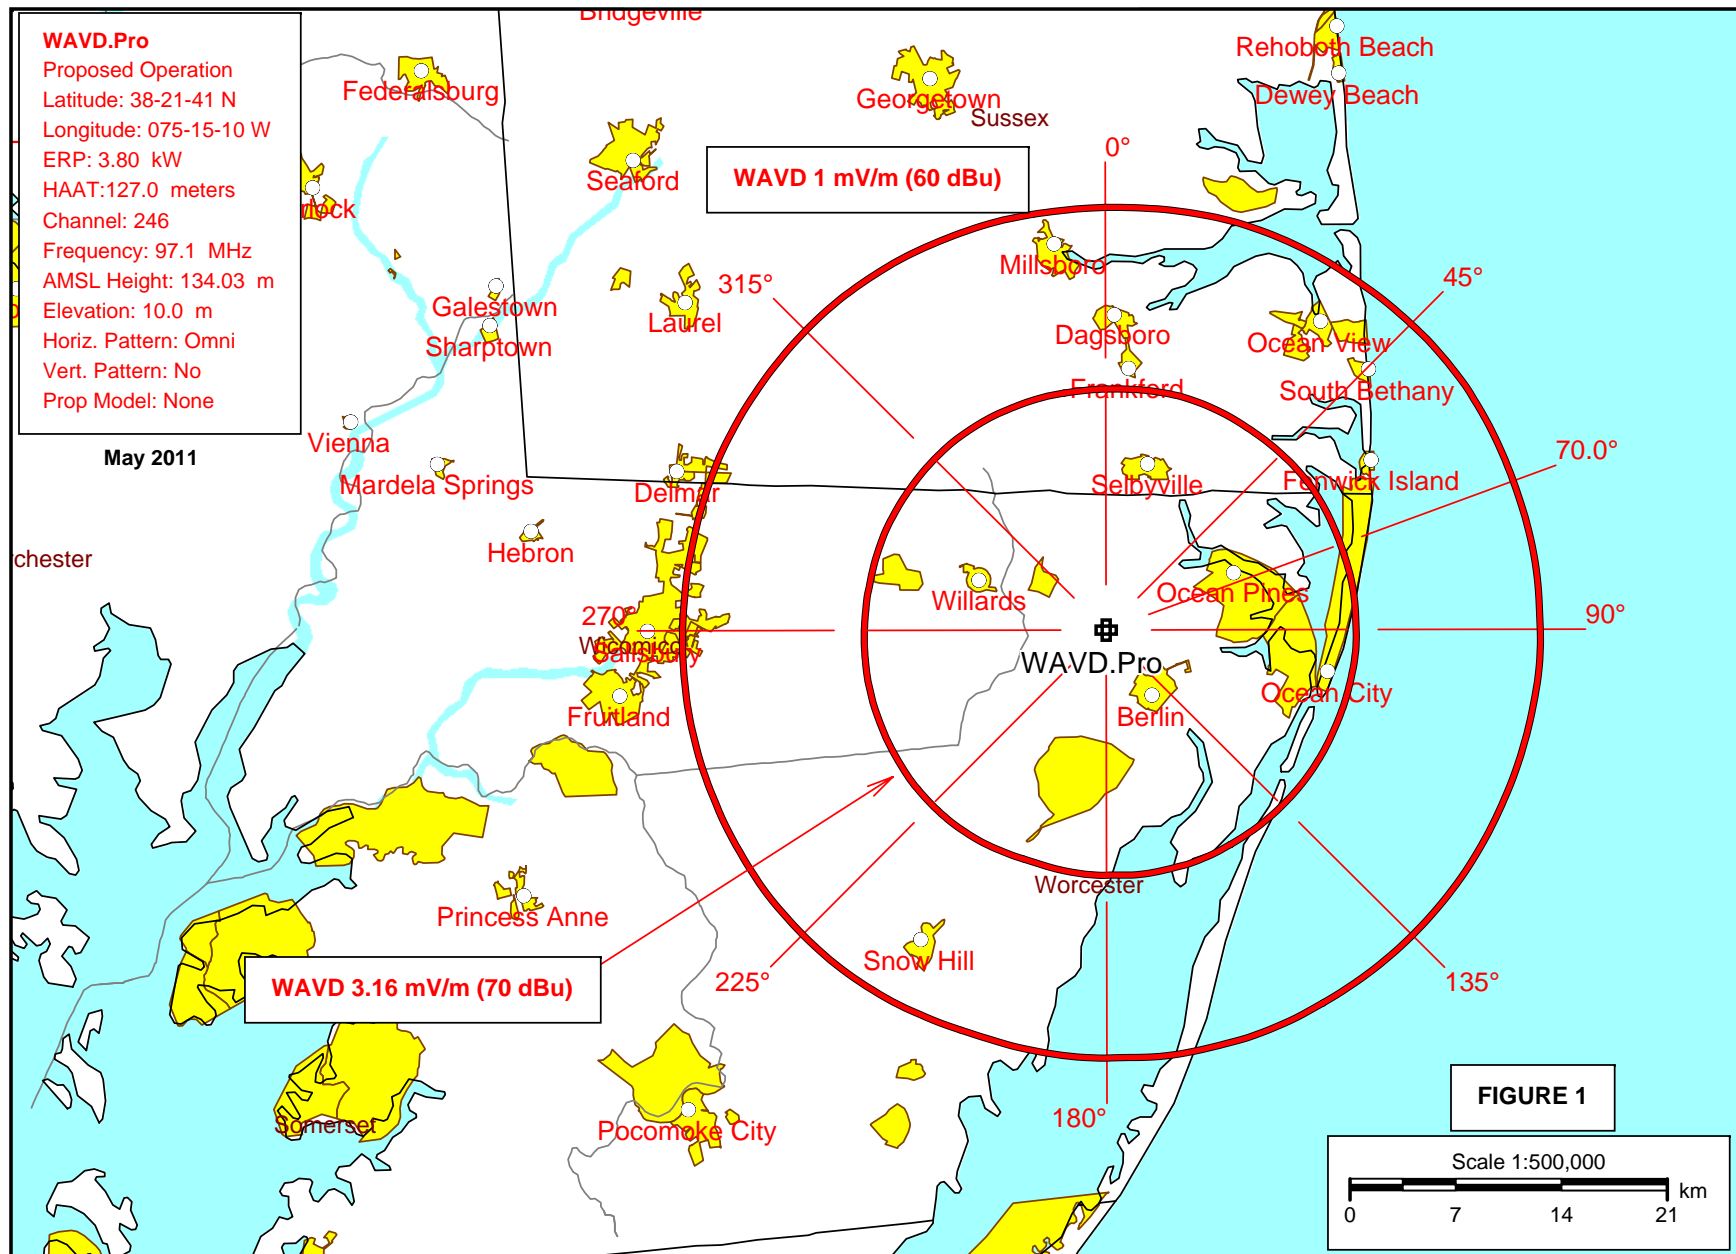 Bridgeville
WAVD.Pro
Proposed Operation
Latitude: 38-21-41 N
Longitude: 075-15-10 W
ERP: 3.80 kW
HAAT:127.0 meters
Channel: 246
Frequency: 97.1 MHz
AMSL Height: 134.03 m
Elevation: 10.0 m
Horiz. Pattern: Omni
Vert. Pattern: No
Prop Model: None
May 2011
Rehoboth Beach
Federalsburg
Georgetown
Dewey Beach
Sussex
0°
WAVD 1 mV/m (60 dBu)
Seaford
rlock
Millsboro
315°
45°
Galestown
Laurel
Dagsboro
Ocean View
Sharptown
Frankford
South Bethany
Vienna
70.0°
Mardela Springs
Delmar
Selbyville
Fenwick Island
Hebron
rchester
Willards
Ocean Pines
270°
90°
Wicomico
Salisbury
WAVD.Pro
Fruitland
Berlin
Ocean City
Worcester
Princess Anne
Snow Hill
225°
135°
WAVD 3.16 mV/m (70 dBu)
180°
Somerset
Pocomoke City
FIGURE 1
Scale 1:500,000
km
0 7 14 21